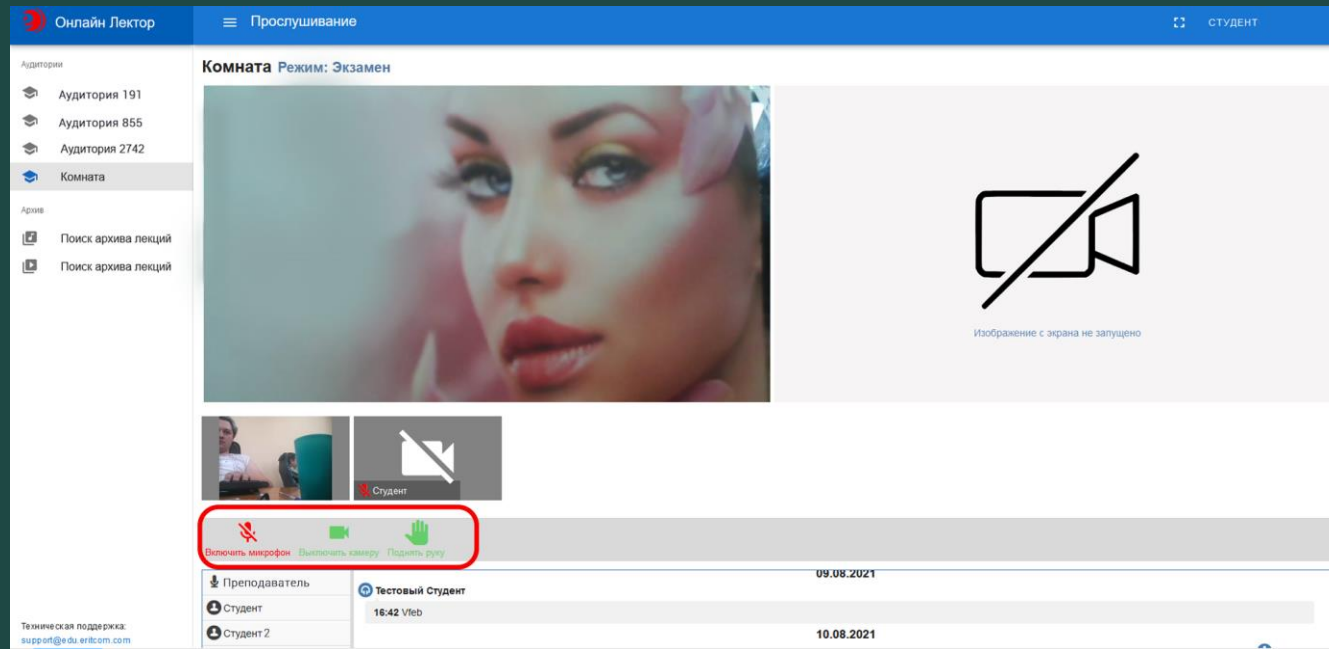 Онлайн Лектор
Прослушивание
СТУДЕНТ
Аудитории
Аудитория 191
Аудитория 855
Аудитория 2742
Комната
Архив
Поиск архива лекций
Поиск архива лекций
Техническая поддержка:
support@edu.eritcom.com
Комната Режим: Экзамен
Изображение с экрана не запущено
Студент
Включить микрофон Выключить камеру Поднять руку
Преподаватель
Студент
Студент 2
09.08.2021
Тестовый Студент
16:42 Vfeb
10.08.2021